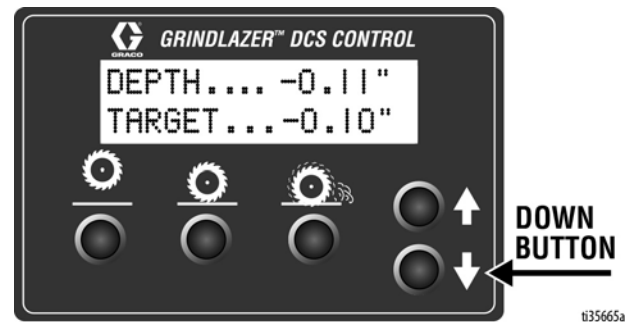 GRACO
GRINDLAZER™ DCS CONTROL
DEPTH.... -0.11"
TARGET...-0.10"
DOWN
BUTTON
ti35665a